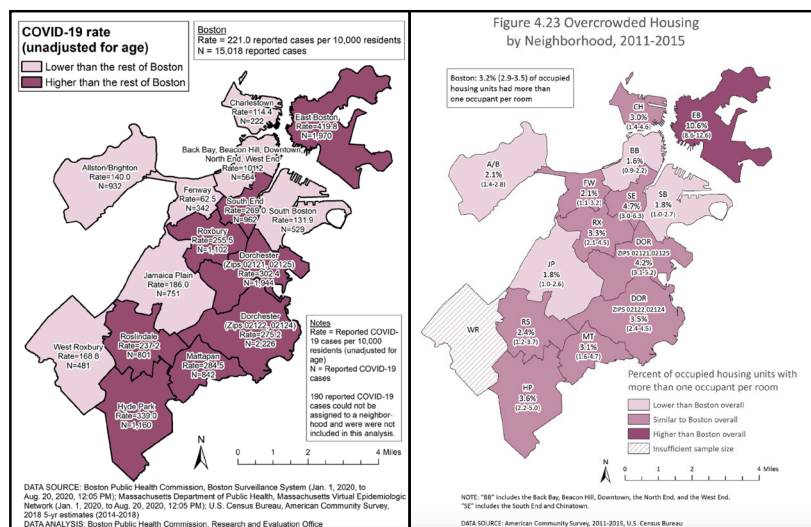 COVID-19 rate
(unadjusted for age)
Lower than the rest of Boston
Higher than the rest of Boston
Boston
Rate = 221.0 reported cases per 10,000 residents
N = 15,018 reported cases
Charlestown
Rate=114.4
N=222
East Boston
Rate=419.8
N=1,970
Back Bay, Beacon Hill, Downtown,
North End, West End
Rate=101.2
N=564
Allston/Brighton
Rate=140.0
N=932
Fenway
Rate=62.5
N=342
South End
Rate=269.0
N=962
South Boston
Rate=131.9
N=529
Roxbury
Rate=255.5
N=1,102
Dorchester
(Zips 02121, 02125)
Rate=302.4
N=1,944
Jamaica Plain
Rate=186.0
N=751
Dorchester
(Zips 02122, 02124)
Rate=275.2
N=2,226
West Roxbury
Rate=168.8
N=481
Roslindale
Rate=237.2
N=801
Mattapan
Rate=284.5
N=842
Hyde Park
Rate=339.0
N=1,160
Notes
Rate = Reported COVID-
19 cases per 10,000
residents (unadjusted for
age)
N = Reported COVID-19
cases
190 reported COVID-19
cases could not be
assigned to a neighbor-
hood and were were not
included in this analysis.
N
0 2 4 Miles
DATA SOURCE: Boston Public Health Commission, Boston Surveillance System (Jan. 1, 2020, to
Aug. 20, 2020, 12:05 PM); Massachusetts Department of Public Health, Massachusetts Virtual Epidemiologic
Network (Jan. 1, 2020, to Aug. 20, 2020, 12:05 PM); U.S. Census Bureau, American Community Survey,
2018 5-yr estimates (2014-2018)
DATA ANALYSIS: Boston Public Health Commission, Research and Evaluation Office
Figure 4.23 Overcrowded Housing
by Neighborhood, 2011-2015
Boston: 3.2% (2.9-3.5) of occupied
housing units had more than
one occupant per room
CH
3.0%
(1.4-4.6)
EB
10.6%
(8.6-12.6)
BB
1.6%
(0.9-2.2)
A/B
2.1%
(1.4-2.8)
FW
2.1%
(1.1-3.2)
SE
4.7%
(3.0-6.3)
SB
1.8%
(1.0-2.7)
RX
3.3%
(2.1-4.5)
DOR
ZIPS 02121,02125
4.2%
(3.1-5.2)
JP
1.8%
(1.0-2.6)
DOR
ZIPS 02122,02124
3.5%
(2.4-4.5)
WR
RS
2.4%
(1.2-3.7)
MT
3.1%
(1.6-4.7)
HP
3.6%
(2.2-5.0)
Percent of occupied housing units with
more than one occupant per room
Lower than Boston overall
Similar to Boston overall
Higher than Boston overall
Insufficient sample size
N
0 2 4 Miles
NOTE: "BB" includes the Back Bay, Beacon Hill, Downtown, the North End, and the West End.
"SE" includes the South End and Chinatown.
DATA SOURCE: American Community Survey, 2011-2015, U.S. Census Bureau